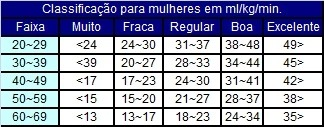 Classificação para mulheres em ml/kg/min.
Faixa Muito Fraca Regular Boa Excelente
20~29 <24 24~30 31~37 38~48 49>
30~39 <39 20~27 28~33 34~44 45>
40~49 <17 17~23 24~30 31~41 42>
50~59 <15 15~20 21~27 28~37 38>
60~69 <13 13~17 18~23 24~34 35>